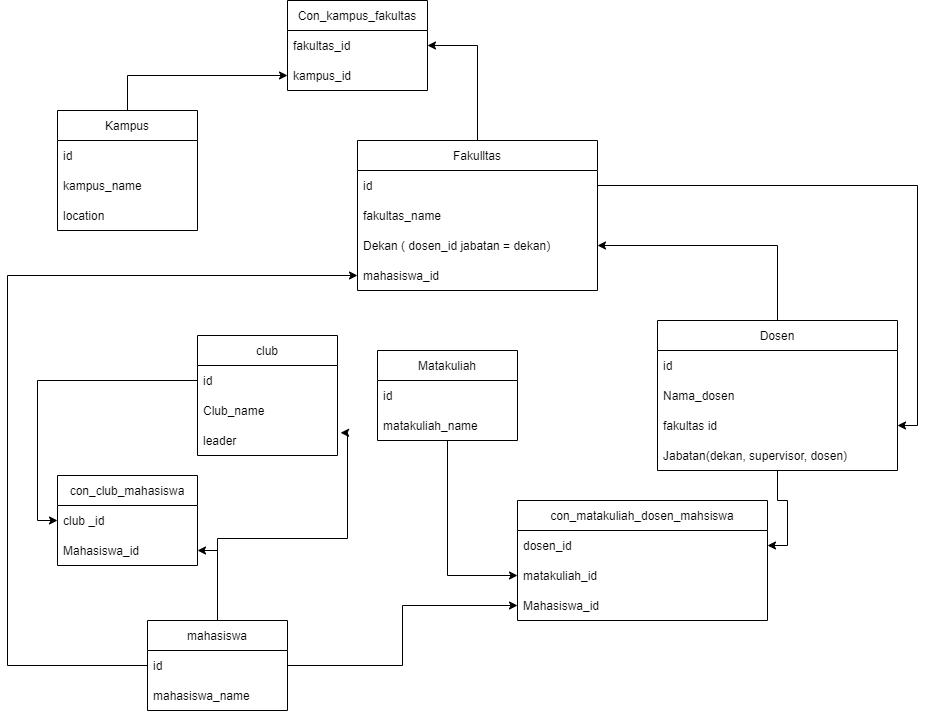 Con_kampus_fakultas
fakultas_id
kampus_id
Kampus
id
kampus_name
location
Fakulltas
id
fakultas_name
Dekan ( dosen_id jabatan = dekan)
mahasiswa_id
Dosen
id
Nama_dosen
fakultas id
Jabatan(dekan, supervisor, dosen)
club
id
Club_name
leader
Matakuliah
id
matakuliah_name
con_club_mahasiswa
club _id
Mahasiswa_id
con_matakuliah_dosen_mahsiswa
dosen_id
matakuliah_id
Mahasiswa_id
mahasiswa
id
mahasiswa_name